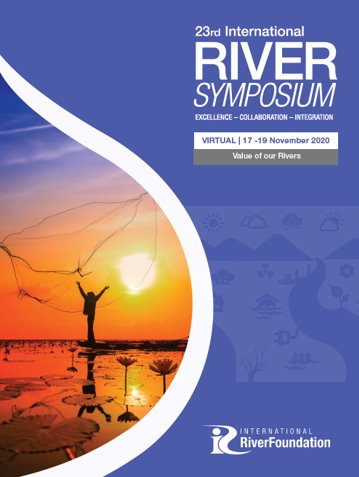 23rd International
RIVER
SYMPOSIUM
EXCELLENCE – COLLABORATION – INTEGRATION
VIRTUAL | 17 -19 November 2020
Value of our Rivers
INTERNATIONAL
RiverFoundation